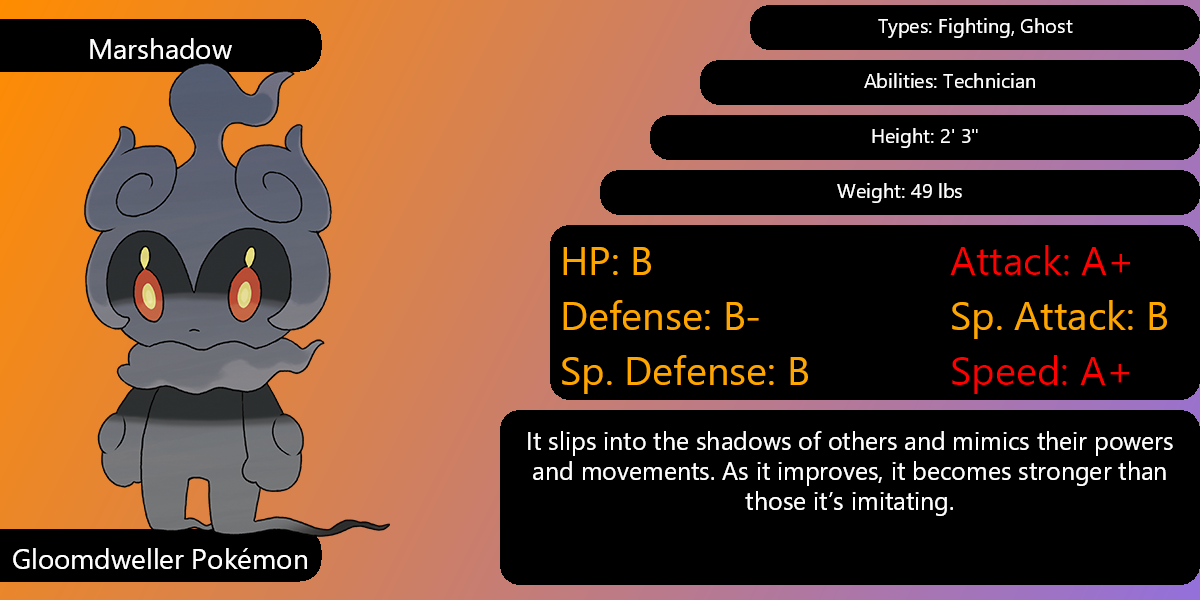 Marshadow
Types: Fighting, Ghost
Abilities: Technician
Height: 2' 3"
Weight: 49 lbs
HP: B
Attack: A+
Defense: B-
Sp. Attack: B
Sp. Defense: B
Speed: A+
It slips into the shadows of others and mimics their powers
and movements. As it improves, it becomes stronger than
those it’s imitating.
Gloomdweller Pokémon